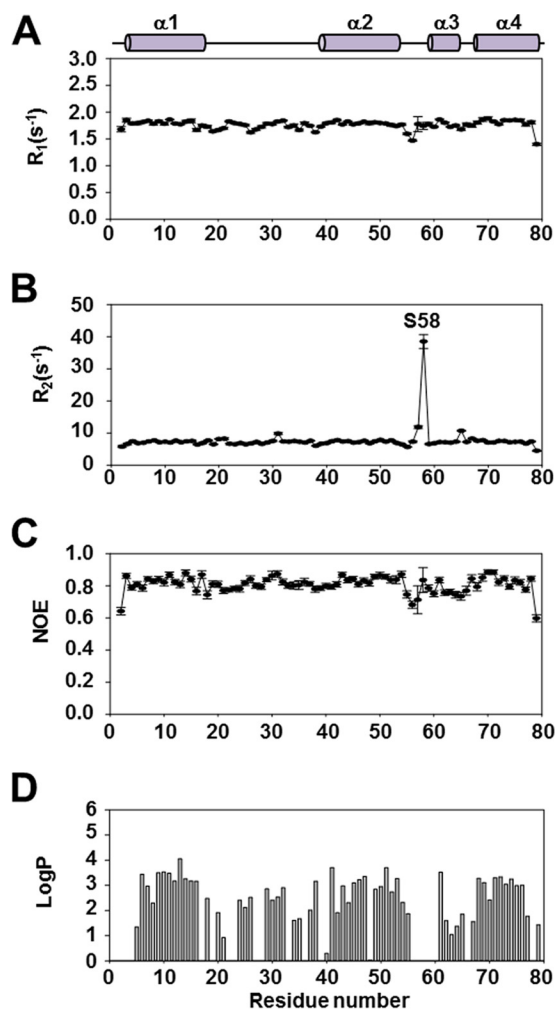 A
α1 α2 α3 α4
3.0
2.5
2.0
1.5
1.0
0.5
0.0
R1(s-1)
0 10 20 30 40 50 60 70 80
B
50
40
30
20
10
0
R2(s-1)
S58
0 10 20 30 40 50 60 70 80
C
1.0
0.8
0.6
0.4
0.2
0.0
NOE
0 10 20 30 40 50 60 70 80
D
6
5
4
3
2
1
0
LogP
0 10 20 30 40 50 60 70 80
Residue number